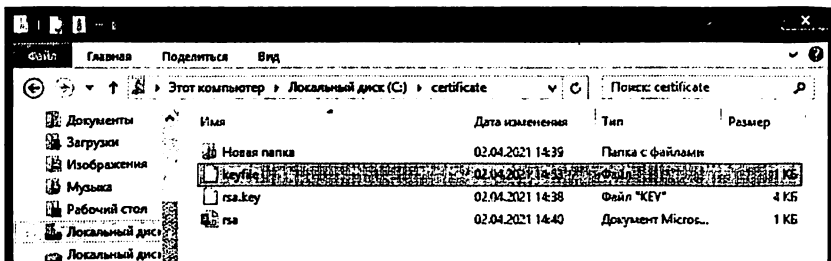 Файл Главная Поделиться Вид
Этот компьютер ▸ Локальный диск (C:) ▸ certificate Поиск: certificate
Имя Дата изменения Тип Размер
Документы
Загрузки
Изображения
Музыка
Рабочий стол
Локальный дис
Локальный дис
Новая папка 02.04.2021 14:39 Папка с файлами
keyfile 02.04.2021 Файл 1 КБ
rsa.key 02.04.2021 14:38 Файл "KEY" 4 КБ
rsa 02.04.2021 14:40 Документ Micros... 1 КБ